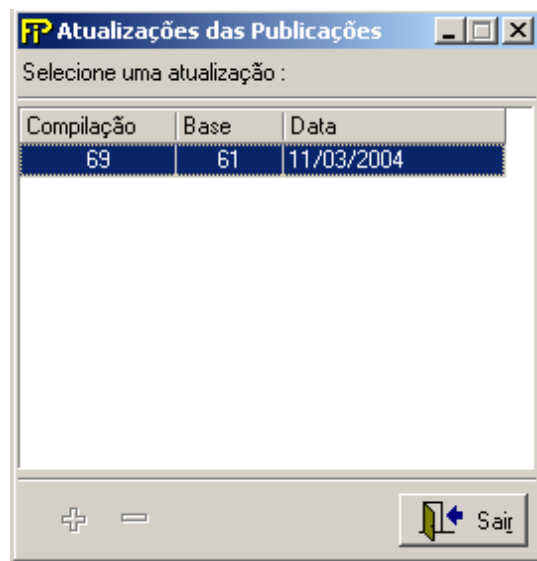 Atualizações das Publicações
Selecione uma atualização :
Compilação Base Data
69 61 11/03/2004
Sair